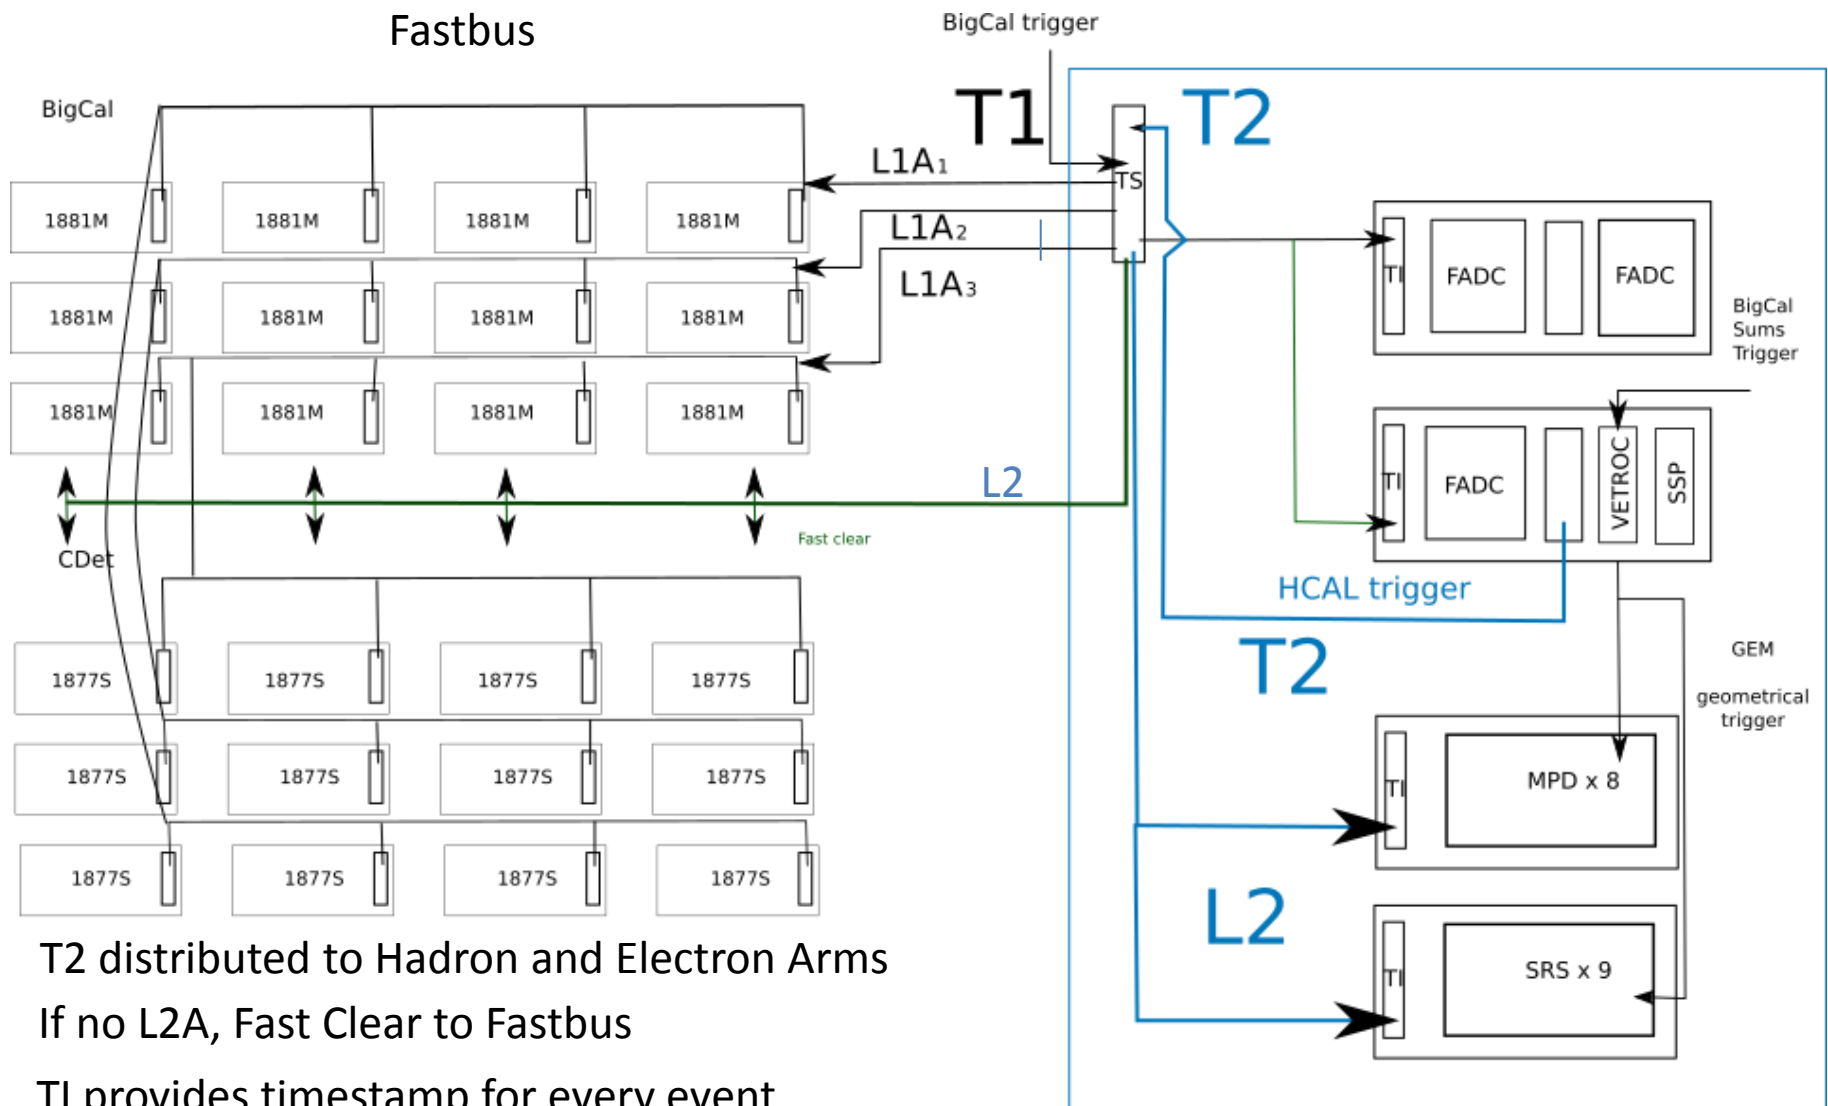 Fastbus
BigCal trigger
BigCal
T1
T2
L1A1
TS
1881M 1881M 1881M 1881M
L1A2
L1A3
TI FADC FADC
BigCal
Sums
Trigger
1881M 1881M 1881M 1881M
1881M 1881M 1881M 1881M
L2
TI FADC VETROC SSP
Fast clear
CDet
HCAL trigger
T2
GEM
geometrical
trigger
1877S 1877S 1877S 1877S
1877S 1877S 1877S 1877S
TI MPD x 8
1877S 1877S 1877S 1877S
L2
TI SRS x 9
T2 distributed to Hadron and Electron Arms
If no L2A, Fast Clear to Fastbus
TI provides timestamp for every event